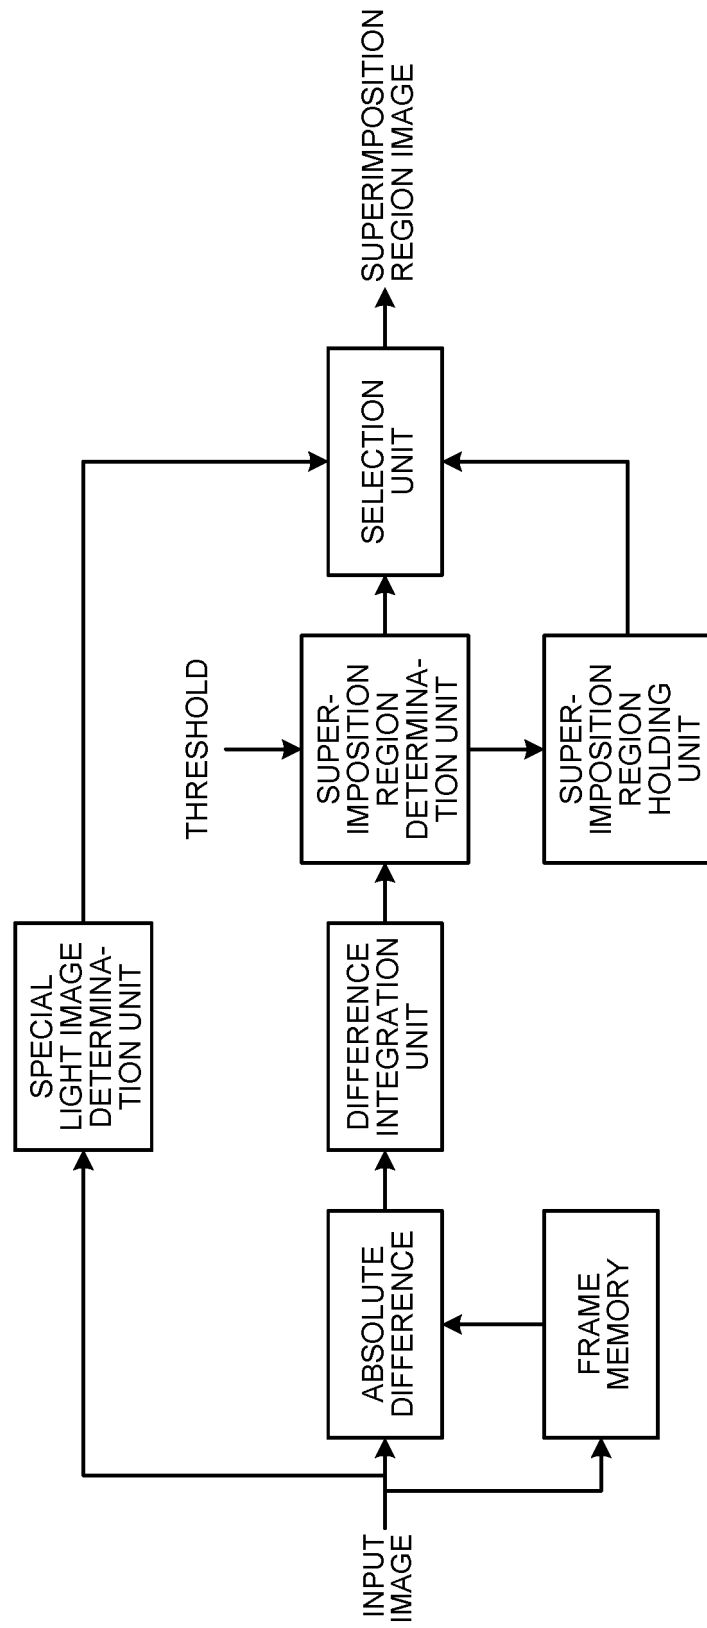 SPECIAL
LIGHT IMAGE
DETERMINA-
TION UNIT
THRESHOLD
INPUT
IMAGE
ABSOLUTE
DIFFERENCE
DIFFERENCE
INTEGRATION
UNIT
SUPER-
IMPOSITION
REGION
DETERMINA-
TION UNIT
SELECTION
UNIT
SUPERIMPOSITION
REGION IMAGE
FRAME
MEMORY
SUPER-
IMPOSITION
REGION
HOLDING
UNIT